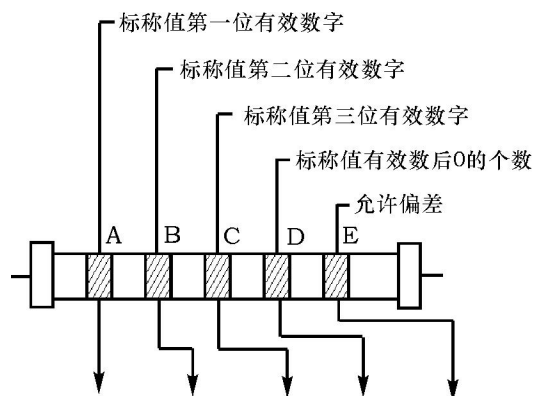 标称值第一位有效数字
标称值第二位有效数字
标称值第三位有效数字
标称值有效数后0的个数
允许偏差
A B C D E